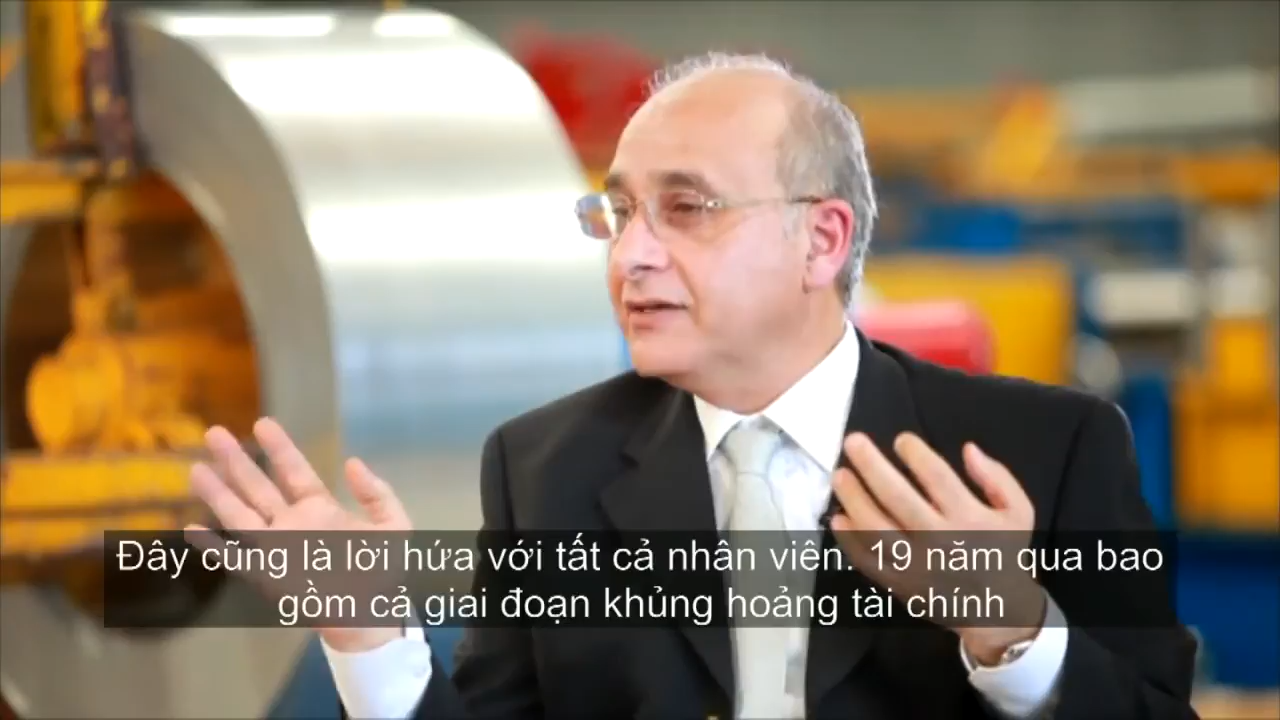 Đây cũng là lời hứa với tất cả nhân viên. 19 năm qua bao
gồm cả giai đoạn khủng hoảng tài chính